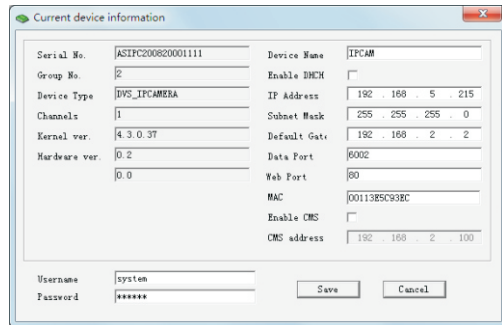 Current device information
Serial No. ASIPC200820001111
Group No. 2
Device Type DVS_IPCAMERA
Channels 1
Kernel ver. 4.3.0.37
Hardware ver. 0.2
0.0
Device Name IPCAM
Enable DHCH
IP Address 192 . 168 . 5 . 215
Subnet Mask 255 . 255 . 255 . 0
Default Gate 192 . 168 . 2 . 2
Data Port 6002
Web Port 80
MAC 00113E5C93EC
Enable CMS
CMS address 192 . 168 . 2 . 100
Username system
Password ******
Save Cancel